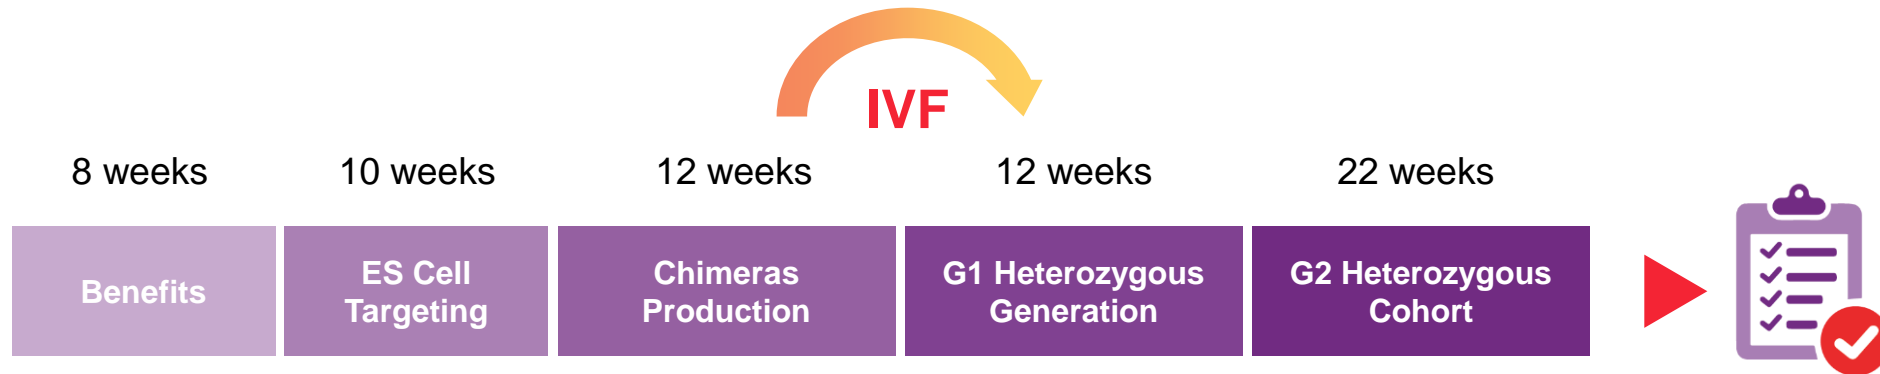 IVF
8 weeks
10 weeks
12 weeks
12 weeks
22 weeks
Benefits
ES Cell
Targeting
Chimeras
Production
G1 Heterozygous
Generation
G2 Heterozygous
Cohort